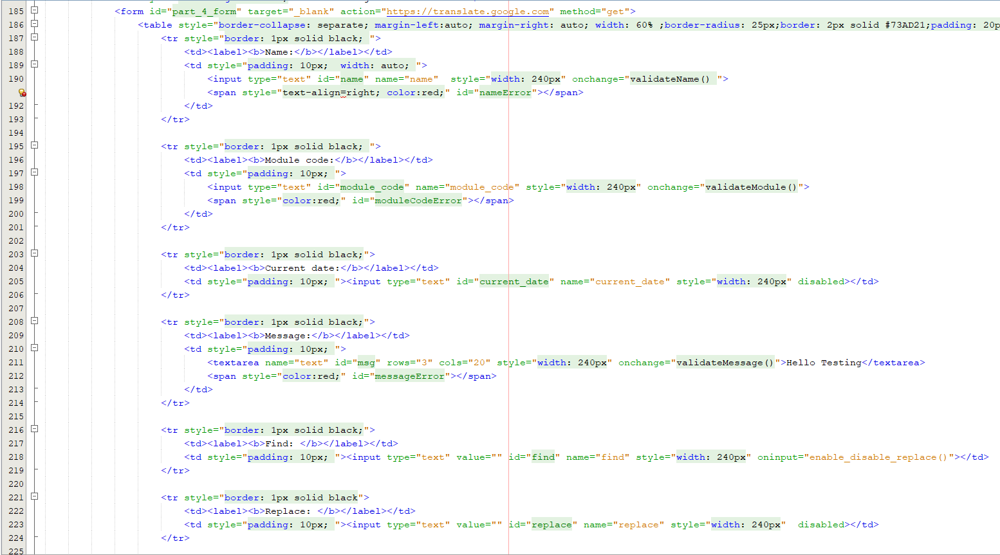 185 <form id="part_4_form" target="_blank" action="https://translate.google.com" method="get">
186 <table style="border-collapse: separate; margin-left:auto; margin-right: auto; width: 60% ;border-radius: 25px;border: 2px solid #73AD21;padding: 20p
187 <tr style="border: 1px solid black; ">
188 <td><label><b>Name:</b></label></td>
189 <td style="padding: 10px;  width: auto; ">
190 <input type="text" id="name" name="name"  style="width: 240px" onchange="validateName() ">
<span style="text-align=right; color:red;" id="nameError"></span>
192 </td>
193 </tr>
194
195 <tr style="border: 1px solid black; ">
196 <td><label><b>Module code:</b></label></td>
197 <td style="padding: 10px; ">
198 <input type="text" id="module_code" name="module_code" style="width: 240px" onchange="validateModule()">
199 <span style="color:red;" id="moduleCodeError"></span>
200 </td>
201 </tr>
202
203 <tr style="border: 1px solid black;">
204 <td><label><b>Current date:</b></label></td>
205 <td style="padding: 10px; "><input type="text" id="current_date" name="current_date" style="width: 240px" disabled></td>
206 </tr>
207
208 <tr style="border: 1px solid black;">
209 <td><label><b>Message:</b></label></td>
210 <td style="padding: 10px; ">
211 <textarea name="text" id="msg" rows="3" cols="20" style="width: 240px" onchange="validateMessage()">Hello Testing</textarea>
212 <span style="color:red;" id="messageError"></span>
213 </td>
214 </tr>
215
216 <tr style="border: 1px solid black;">
217 <td><label><b>Find: </b></label></td>
218 <td style="padding: 10px; "><input type="text" value="" id="find" name="find" style="width: 240px" oninput="enable_disable_replace()"></td>
219 </tr>
220
221 <tr style="border: 1px solid black">
222 <td><label><b>Replace: </b></label></td>
223 <td style="padding: 10px; "><input type="text" value="" id="replace" name="replace" style="width: 240px"  disabled></td>
224 </tr>
225